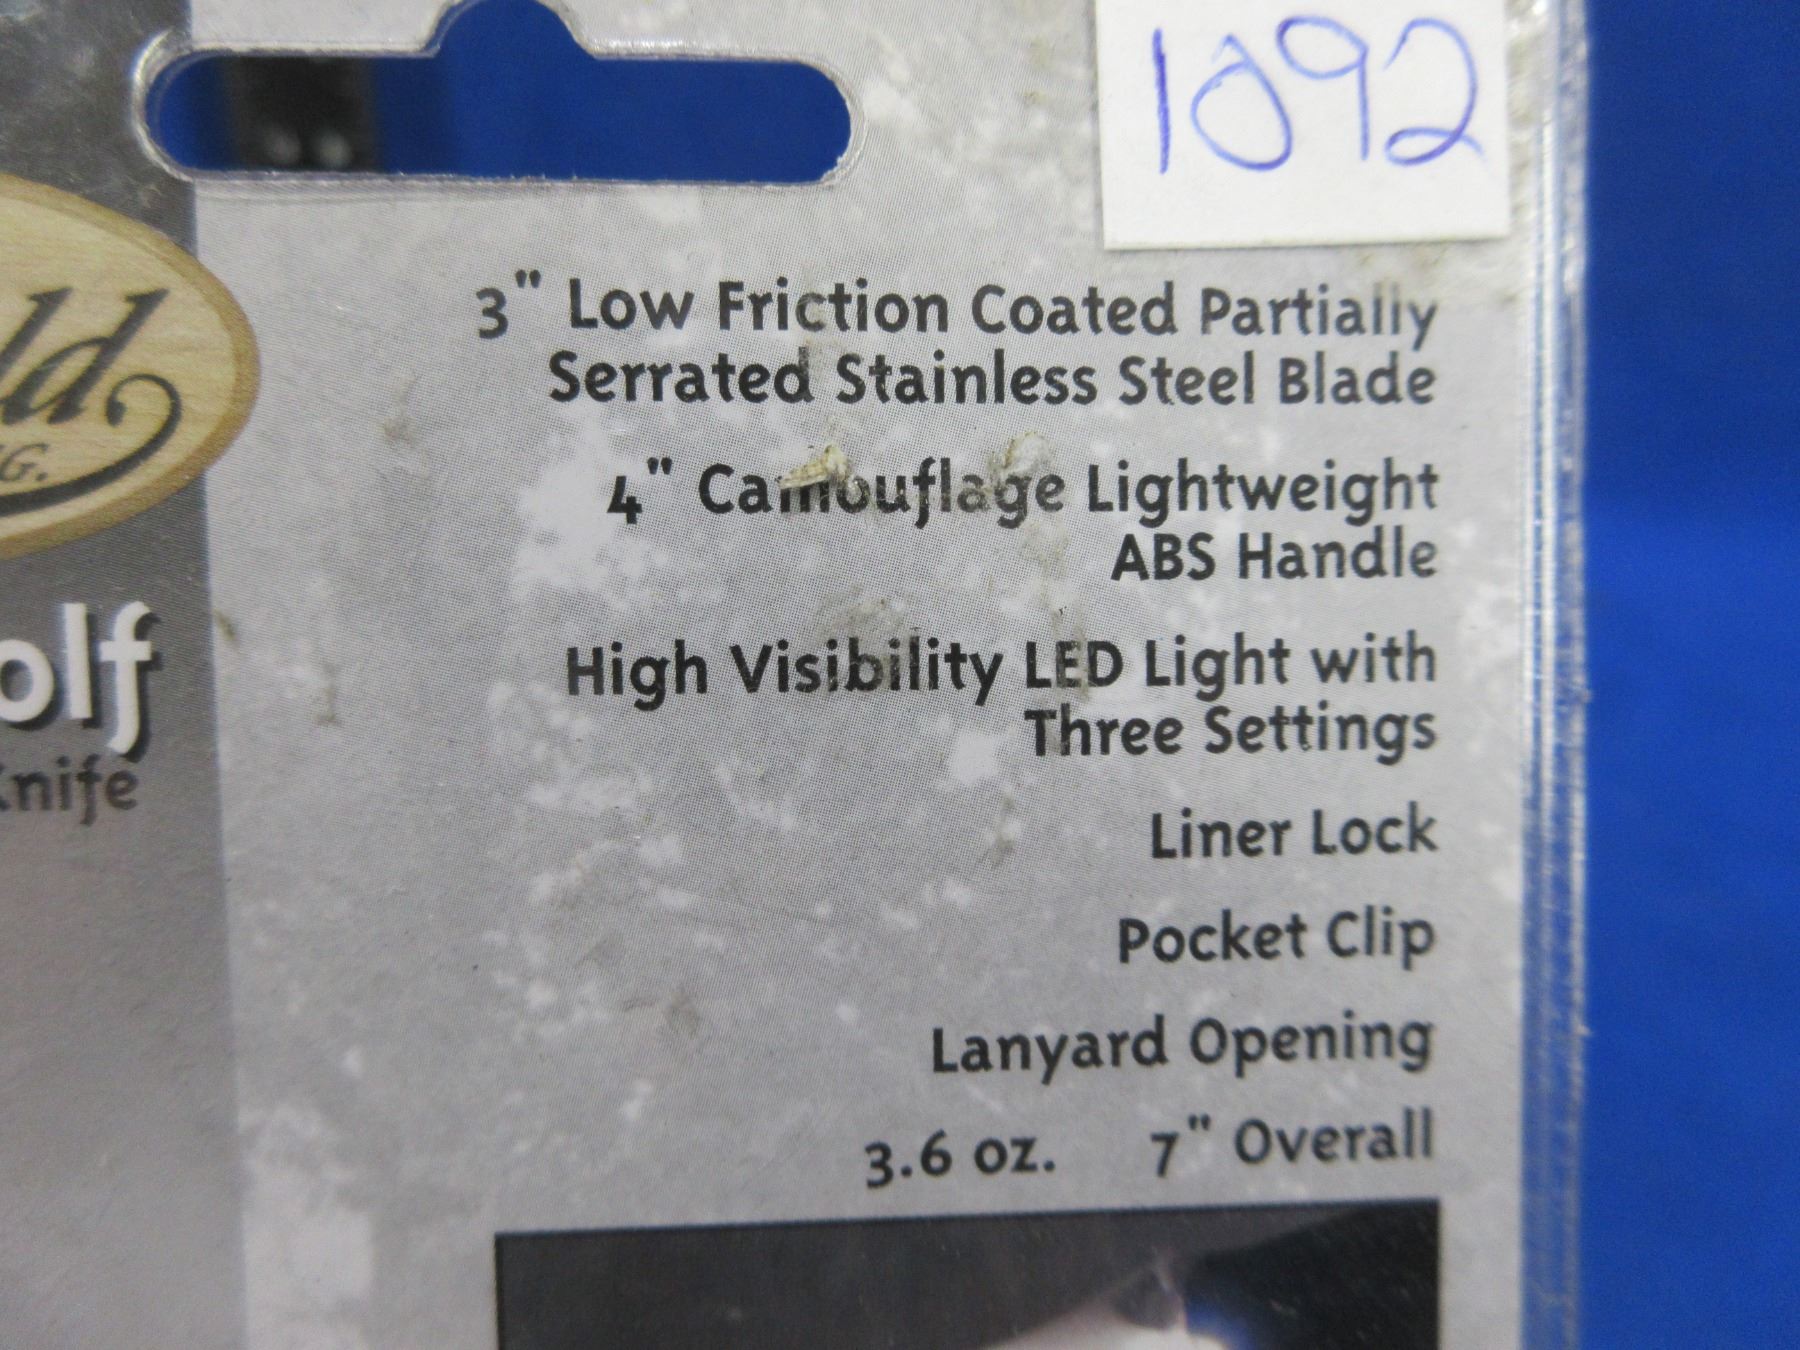 1092
3" Low Friction Coated Partially
Serrated Stainless Steel Blade
4" Camouflage Lightweight
ABS Handle
High Visibility LED Light with
Three Settings
Liner Lock
Pocket Clip
Lanyard Opening
3.6 oz. 7" Overall
Knife